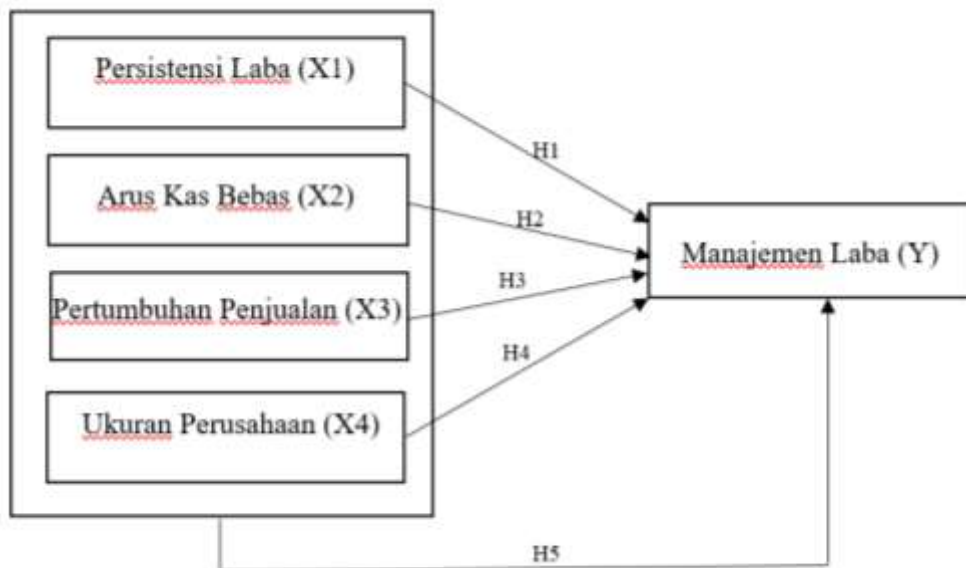 Persistensi Laba (X1)
H1
Arus Kas Bebas (X2)
H2
Manajemen Laba (Y)
H3
Pertumbuhan Penjualan (X3)
H4
Ukuran Perusahaan (X4)
H5